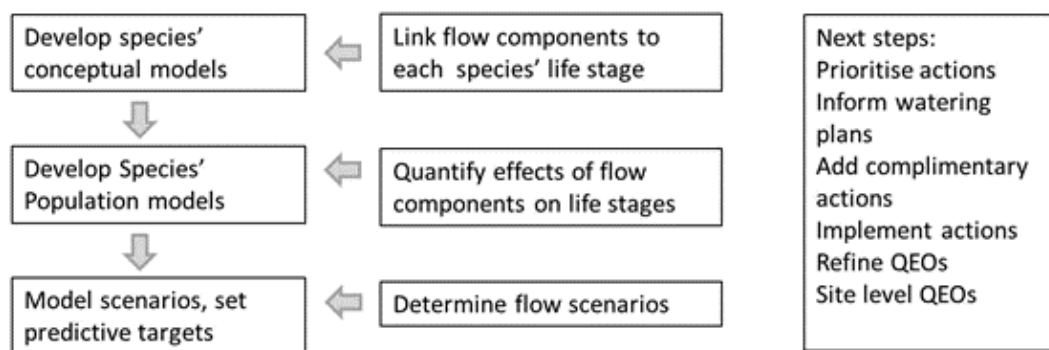 Develop species'
conceptual models
Link flow components to
each species' life stage
Develop Species'
Population models
Quantify effects of flow
components on life stages
Model scenarios, set
predictive targets
Determine flow scenarios
Next steps:
Prioritise actions
Inform watering
plans
Add complimentary
actions
Implement actions
Refine QEOs
Site level QEOs